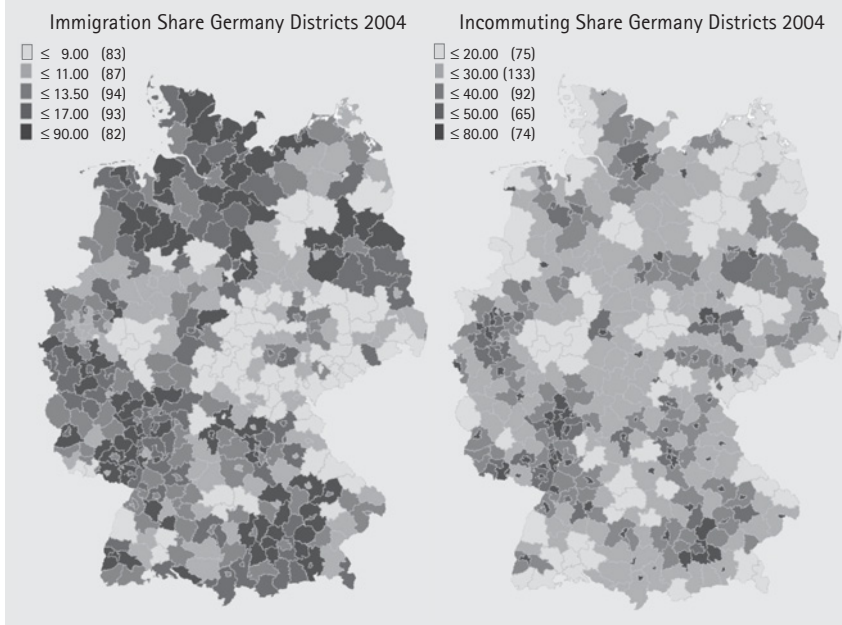 Immigration Share Germany Districts 2004
≤ 9.00 (83)
≤ 11.00 (87)
≤ 13.50 (94)
≤ 17.00 (93)
≤ 90.00 (82)
Incommuting Share Germany Districts 2004
≤ 20.00 (75)
≤ 30.00 (133)
≤ 40.00 (92)
≤ 50.00 (65)
≤ 80.00 (74)